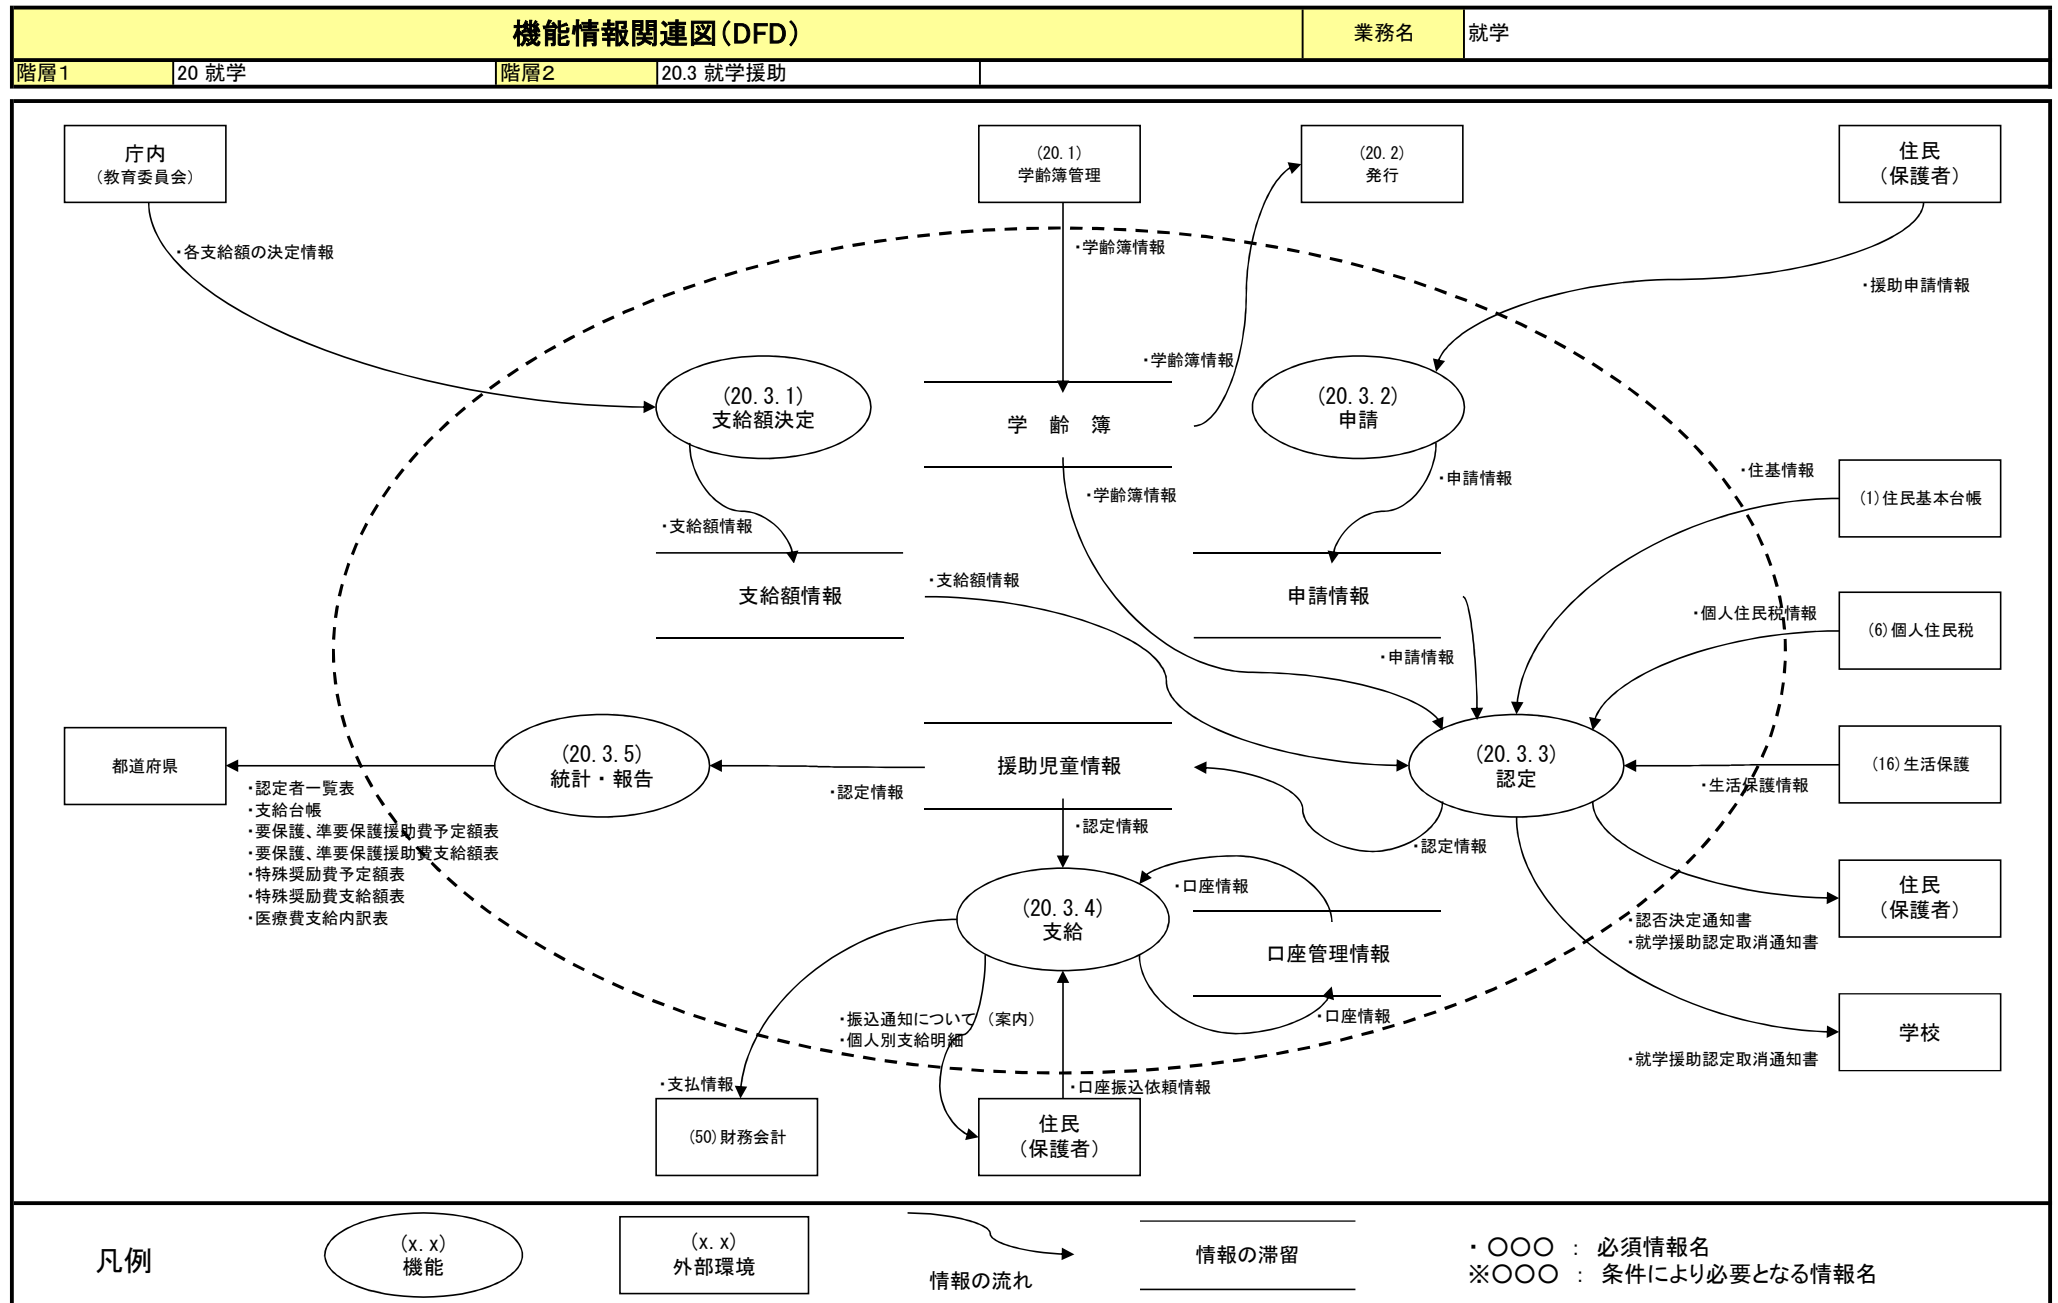 機能情報関連図(DFD)
業務名
就学
階層1
20 就学
階層2
20.3 就学援助
庁内
(教育委員会)
(20.1)
学齢簿管理
(20.2)
発行
住民
(保護者)
・各支給額の決定情報
・学齢簿情報
・援助申請情報
・学齢簿情報
(20.3.1)
支給額決定
学 齢 簿
(20.3.2)
申請
・住基情報
・申請情報
・学齢簿情報
(1)住民基本台帳
・支給額情報
・支給額情報
支給額情報
申請情報
・個人住民税情報
(6)個人住民税
・申請情報
都道府県
(20.3.5)
統計・報告
援助児童情報
(20.3.3)
認定
(16)生活保護
・生活保護情報
・認定者一覧表
・支給台帳
・要保護、準要保護援助費予定額表
・要保護、準要保護援助費支給額表
・特殊奨励費予定額表
・特殊奨励費支給額表
・医療費支給内訳表
・認定情報
・認定情報
・認定情報
・口座情報
住民
(保護者)
(20.3.4)
支給
・認否決定通知書
・就学援助認定取消通知書
口座管理情報
・振込通知について (案内)
・個人別支給明細
・口座情報
学校
・就学援助認定取消通知書
・支払情報
・口座振込依頼情報
(50)財務会計
住民
(保護者)
凡例
(x.x)
機能
(x.x)
外部環境
情報の流れ
情報の滞留
・ 〇〇〇 : 必須情報名
※〇〇〇 : 条件により必要となる情報名